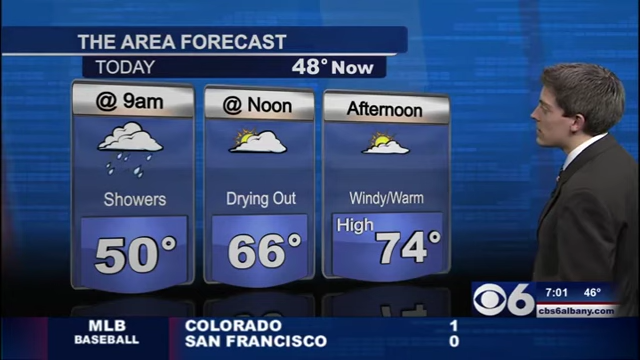 THE AREA FORECAST
TODAY 48° Now
@ 9am @ Noon Afternoon
Showers Drying Out Windy/Warm
50° 66° High 74°
6 7:01 46°
cbs6albany.com
MLB BASEBALL
COLORADO 1
SAN FRANCISCO 0